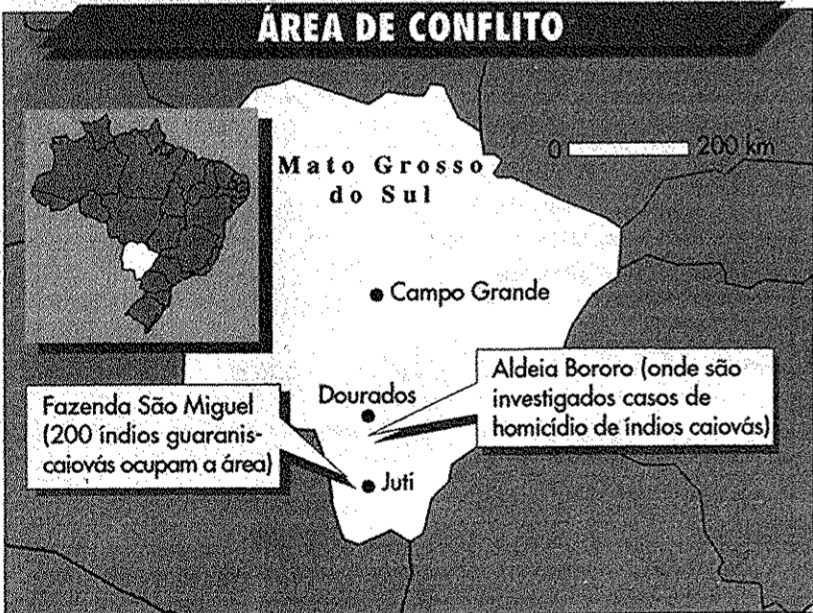 ÁREA DE CONFLITO
0 200 km
Mato Grosso
do Sul
Campo Grande
Dourados
Aldeia Bororo (onde são
investigados casos de
homicídio de índios caiovás)
Fazenda São Miguel
(200 índios guaranis-
caiovás ocupam a área)
Juti